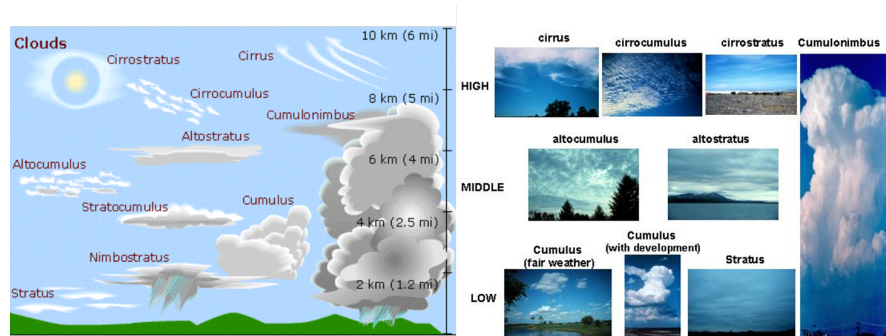 Clouds
10 km (6 mi)
Cirrostratus
Cirrus
Cirrocumulus
8 km (5 mi)
Cumulonimbus
Altostratus
6 km (4 mi)
Altocumulus
Stratocumulus
Cumulus
4 km (2.5 mi)
Nimbostratus
2 km (1.2 mi)
Stratus
cirrus
cirrocumulus
cirrostratus
Cumulonimbus
HIGH
altocumulus
altostratus
MIDDLE
Cumulus
(fair weather)
Cumulus
(with development)
Stratus
LOW